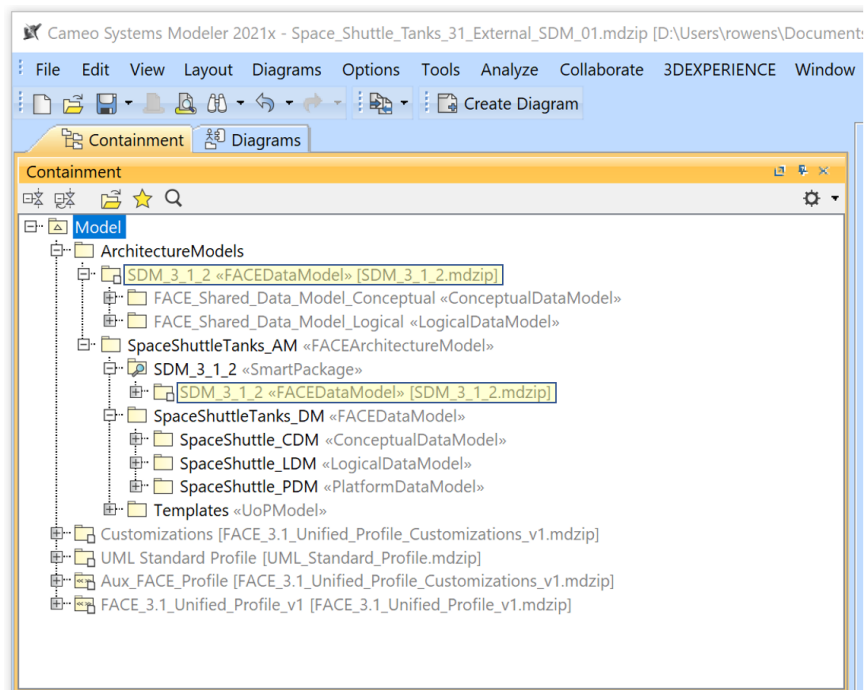 Cameo Systems Modeler 2021x - Space_Shuttle_Tanks_31_External_SDM_01.mdzip [D:\Users\rowens\Documents
File Edit View Layout Diagrams Options Tools Analyze Collaborate 3DEXPERIENCE Window
Create Diagram
Containment Diagrams
Containment
Model
ArchitectureModels
SDM_3_1_2 «FACEDataModel» [SDM_3_1_2.mdzip]
FACE_Shared_Data_Model_Conceptual «ConceptualDataModel»
FACE_Shared_Data_Model_Logical «LogicalDataModel»
SpaceShuttleTanks_AM «FACEArchitectureModel»
SDM_3_1_2 «SmartPackage»
SDM_3_1_2 «FACEDataModel» [SDM_3_1_2.mdzip]
SpaceShuttleTanks_DM «FACEDataModel»
SpaceShuttle_CDM «ConceptualDataModel»
SpaceShuttle_LDM «LogicalDataModel»
SpaceShuttle_PDM «PlatformDataModel»
Templates «UoPModel»
Customizations [FACE_3.1_Unified_Profile_Customizations_v1.mdzip]
UML Standard Profile [UML_Standard_Profile.mdzip]
Aux_FACE_Profile [FACE_3.1_Unified_Profile_Customizations_v1.mdzip]
FACE_3.1_Unified_Profile_v1 [FACE_3.1_Unified_Profile_v1.mdzip]